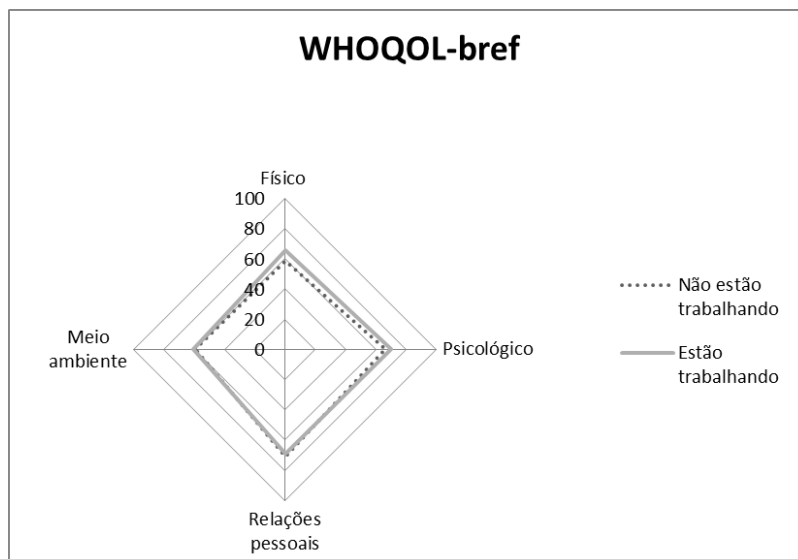 WHOQOL-bref
Físico
100
80
60
40
20
0
Meio
ambiente
Psicológico
Relações
pessoais
Não estão
trabalhando
Estão
trabalhando